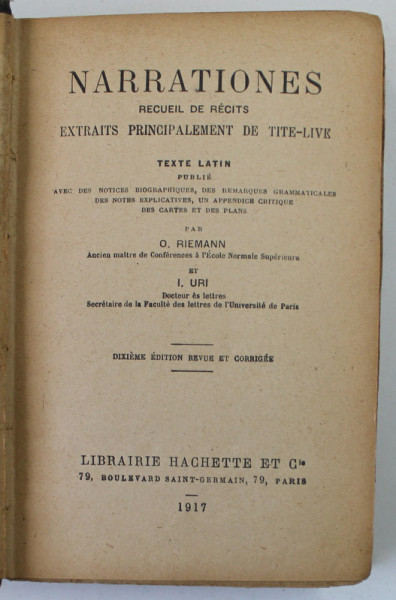 NARRATIONES
RECUEIL DE RÉCITS
EXTRAITS PRINCIPALEMENT DE TITE-LIVE
TEXTE LATIN
PUBLIÉ
AVEC DES NOTICES BIOGRAPHIQUES, DES REMARQUES GRAMMATICALES
DES NOTES EXPLICATIVES, UN APPENDICE CRITIQUE
DES CARTES ET DES PLANS
PAR
O. RIEMANN
Ancien maître de Conférences à l'École Normale Supérieure
ET
I. URI
Docteur ès lettres
Secrétaire de la Faculté des lettres de l'Université de Paris
DIXIÈME ÉDITION REVUE ET CORRIGÉE
LIBRAIRIE HACHETTE ET Cie
79, BOULEVARD SAINT-GERMAIN, 79, PARIS
1917